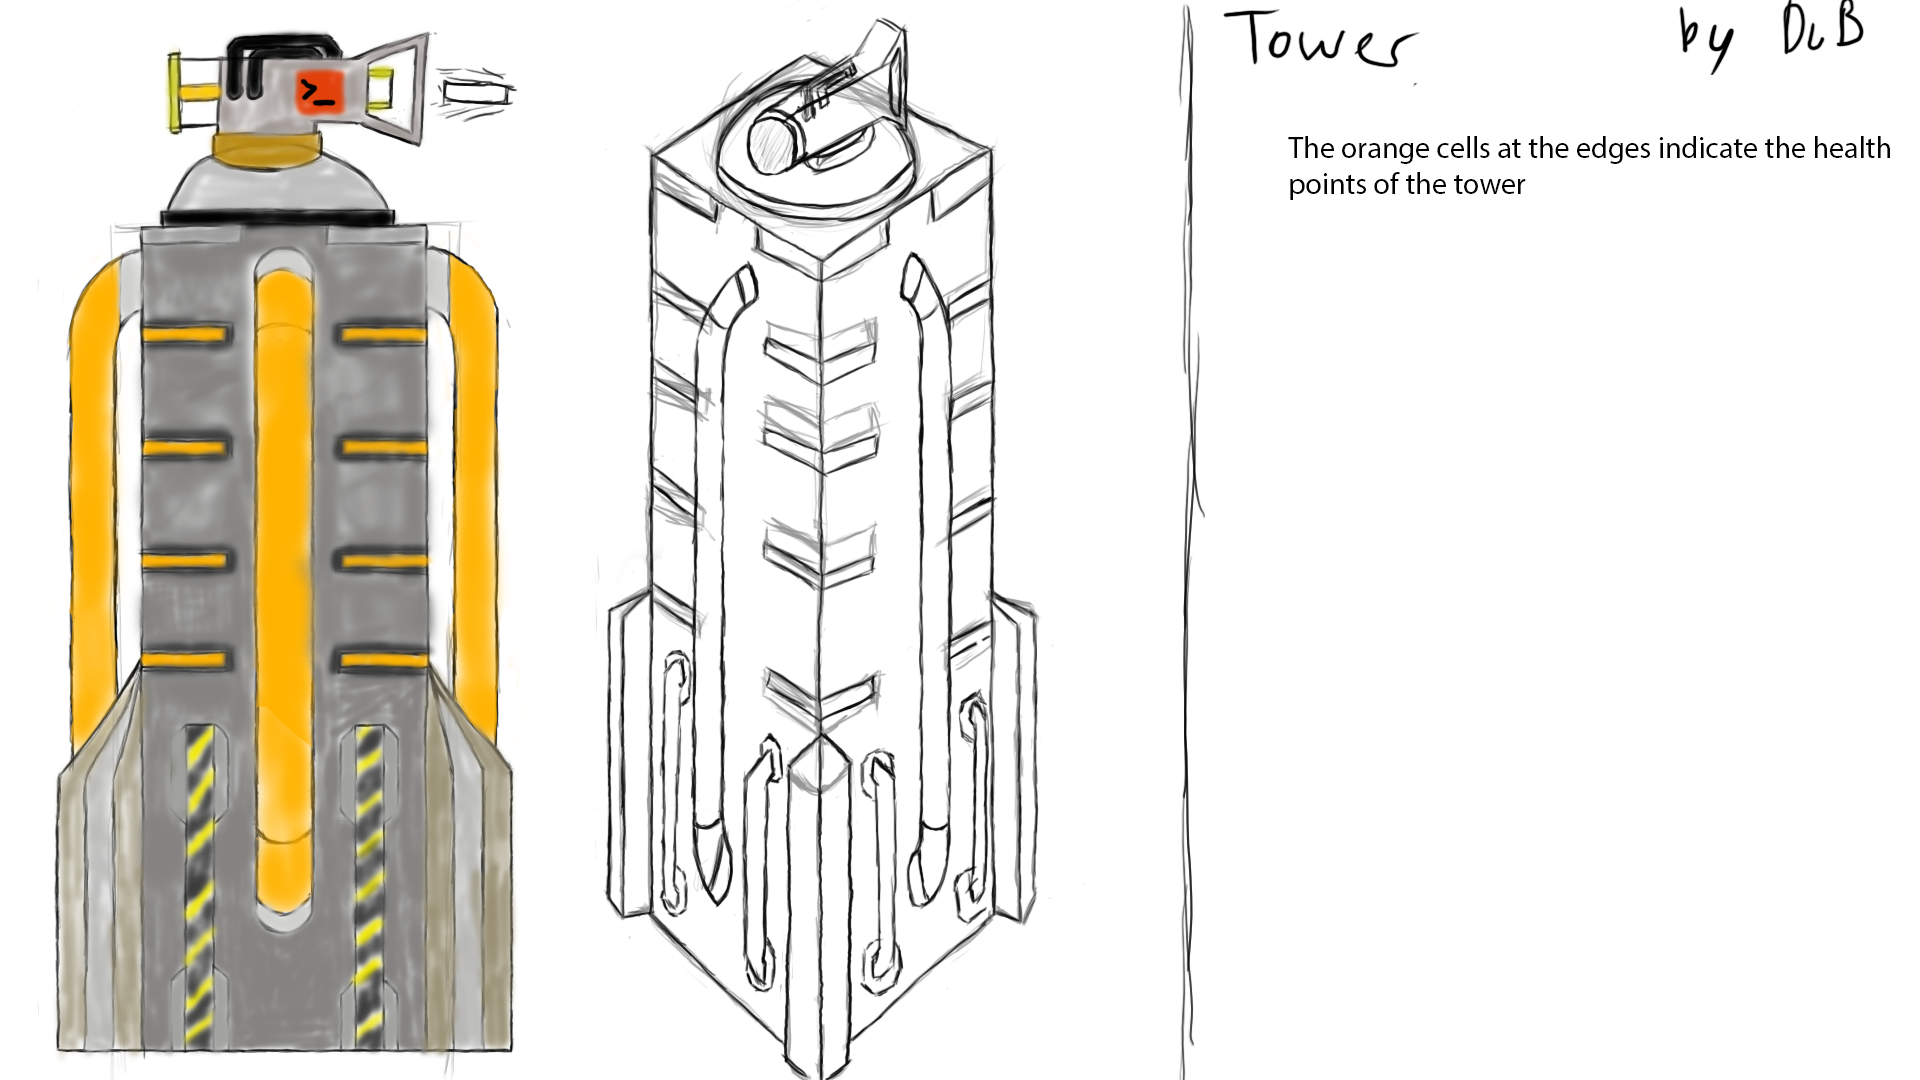 Tower
by DuB
The orange cells at the edges indicate the health
points of the tower
>_